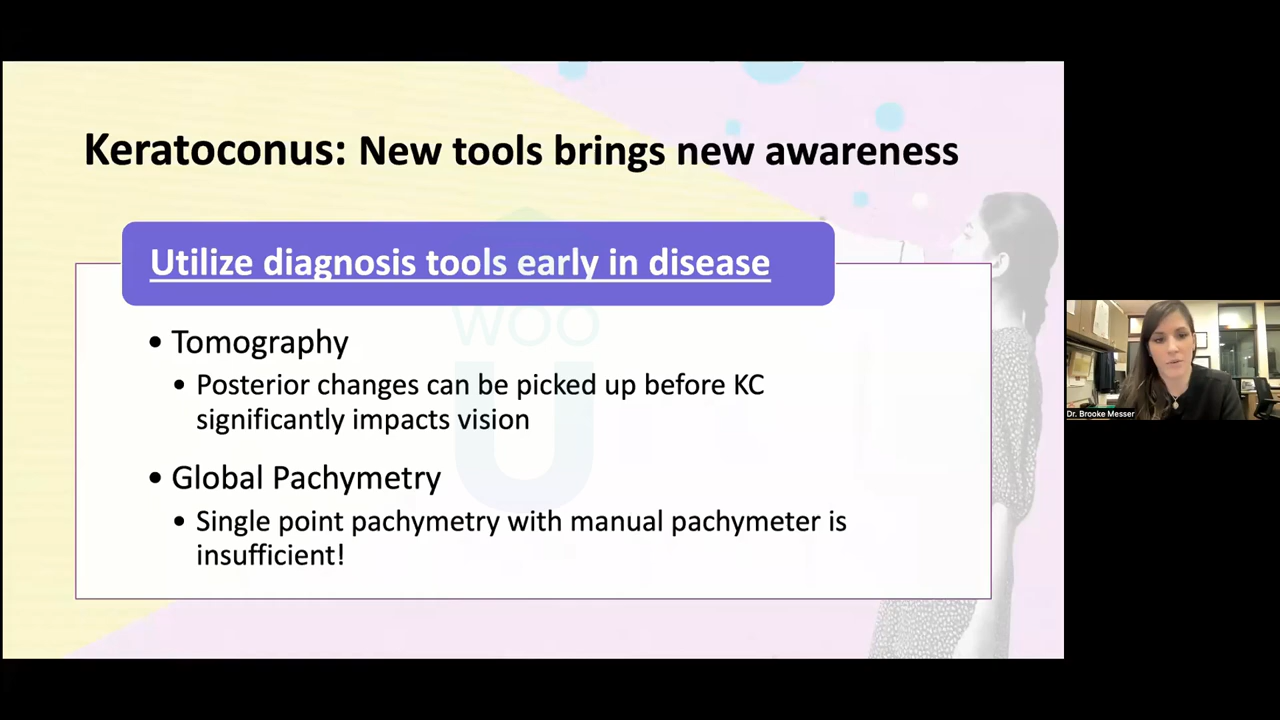 Keratoconus: New tools brings new awareness
Utilize diagnosis tools early in disease
WOO
U
• Tomography
• Posterior changes can be picked up before KC
significantly impacts vision
• Global Pachymetry
• Single point pachymetry with manual pachymeter is
insufficient!
Dr. Brooke Messer